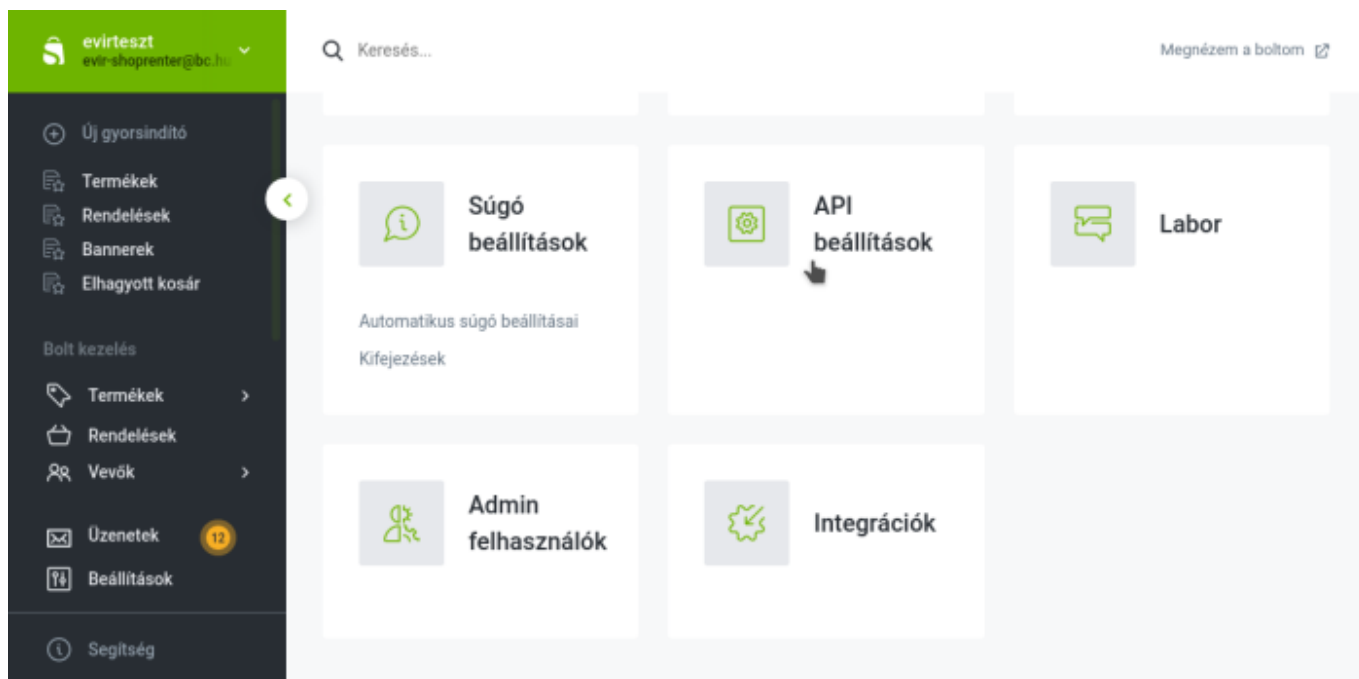 evirteszt
evir-shoprenter@bc.hu
Keresés...
Megnézem a boltom
Új gyorsindító
Termékek
Rendelések
Bannerek
Elhagyott kosár
Bolt kezelés
Termékek
Rendelések
Vevők
Üzenetek
12
Beállítások
Segítség
Súgó
beállítások
Automatikus súgó beállításai
Kifejezések
API
beállítások
Labor
Admin
felhasználók
Integrációk